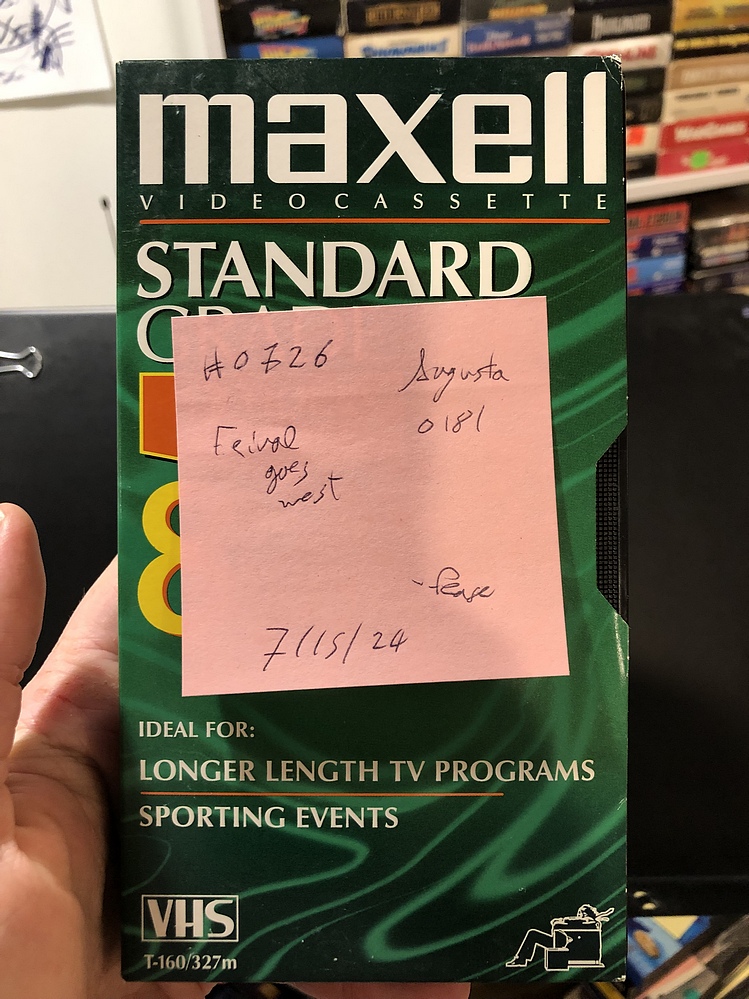 maxell
VIDEOCASSETTE
STANDARD
#0726
Augusta
0181
Feival
goes
west
7/15/24
8
IDEAL FOR:
LONGER LENGTH TV PROGRAMS
SPORTING EVENTS
VHS
T-160/327m